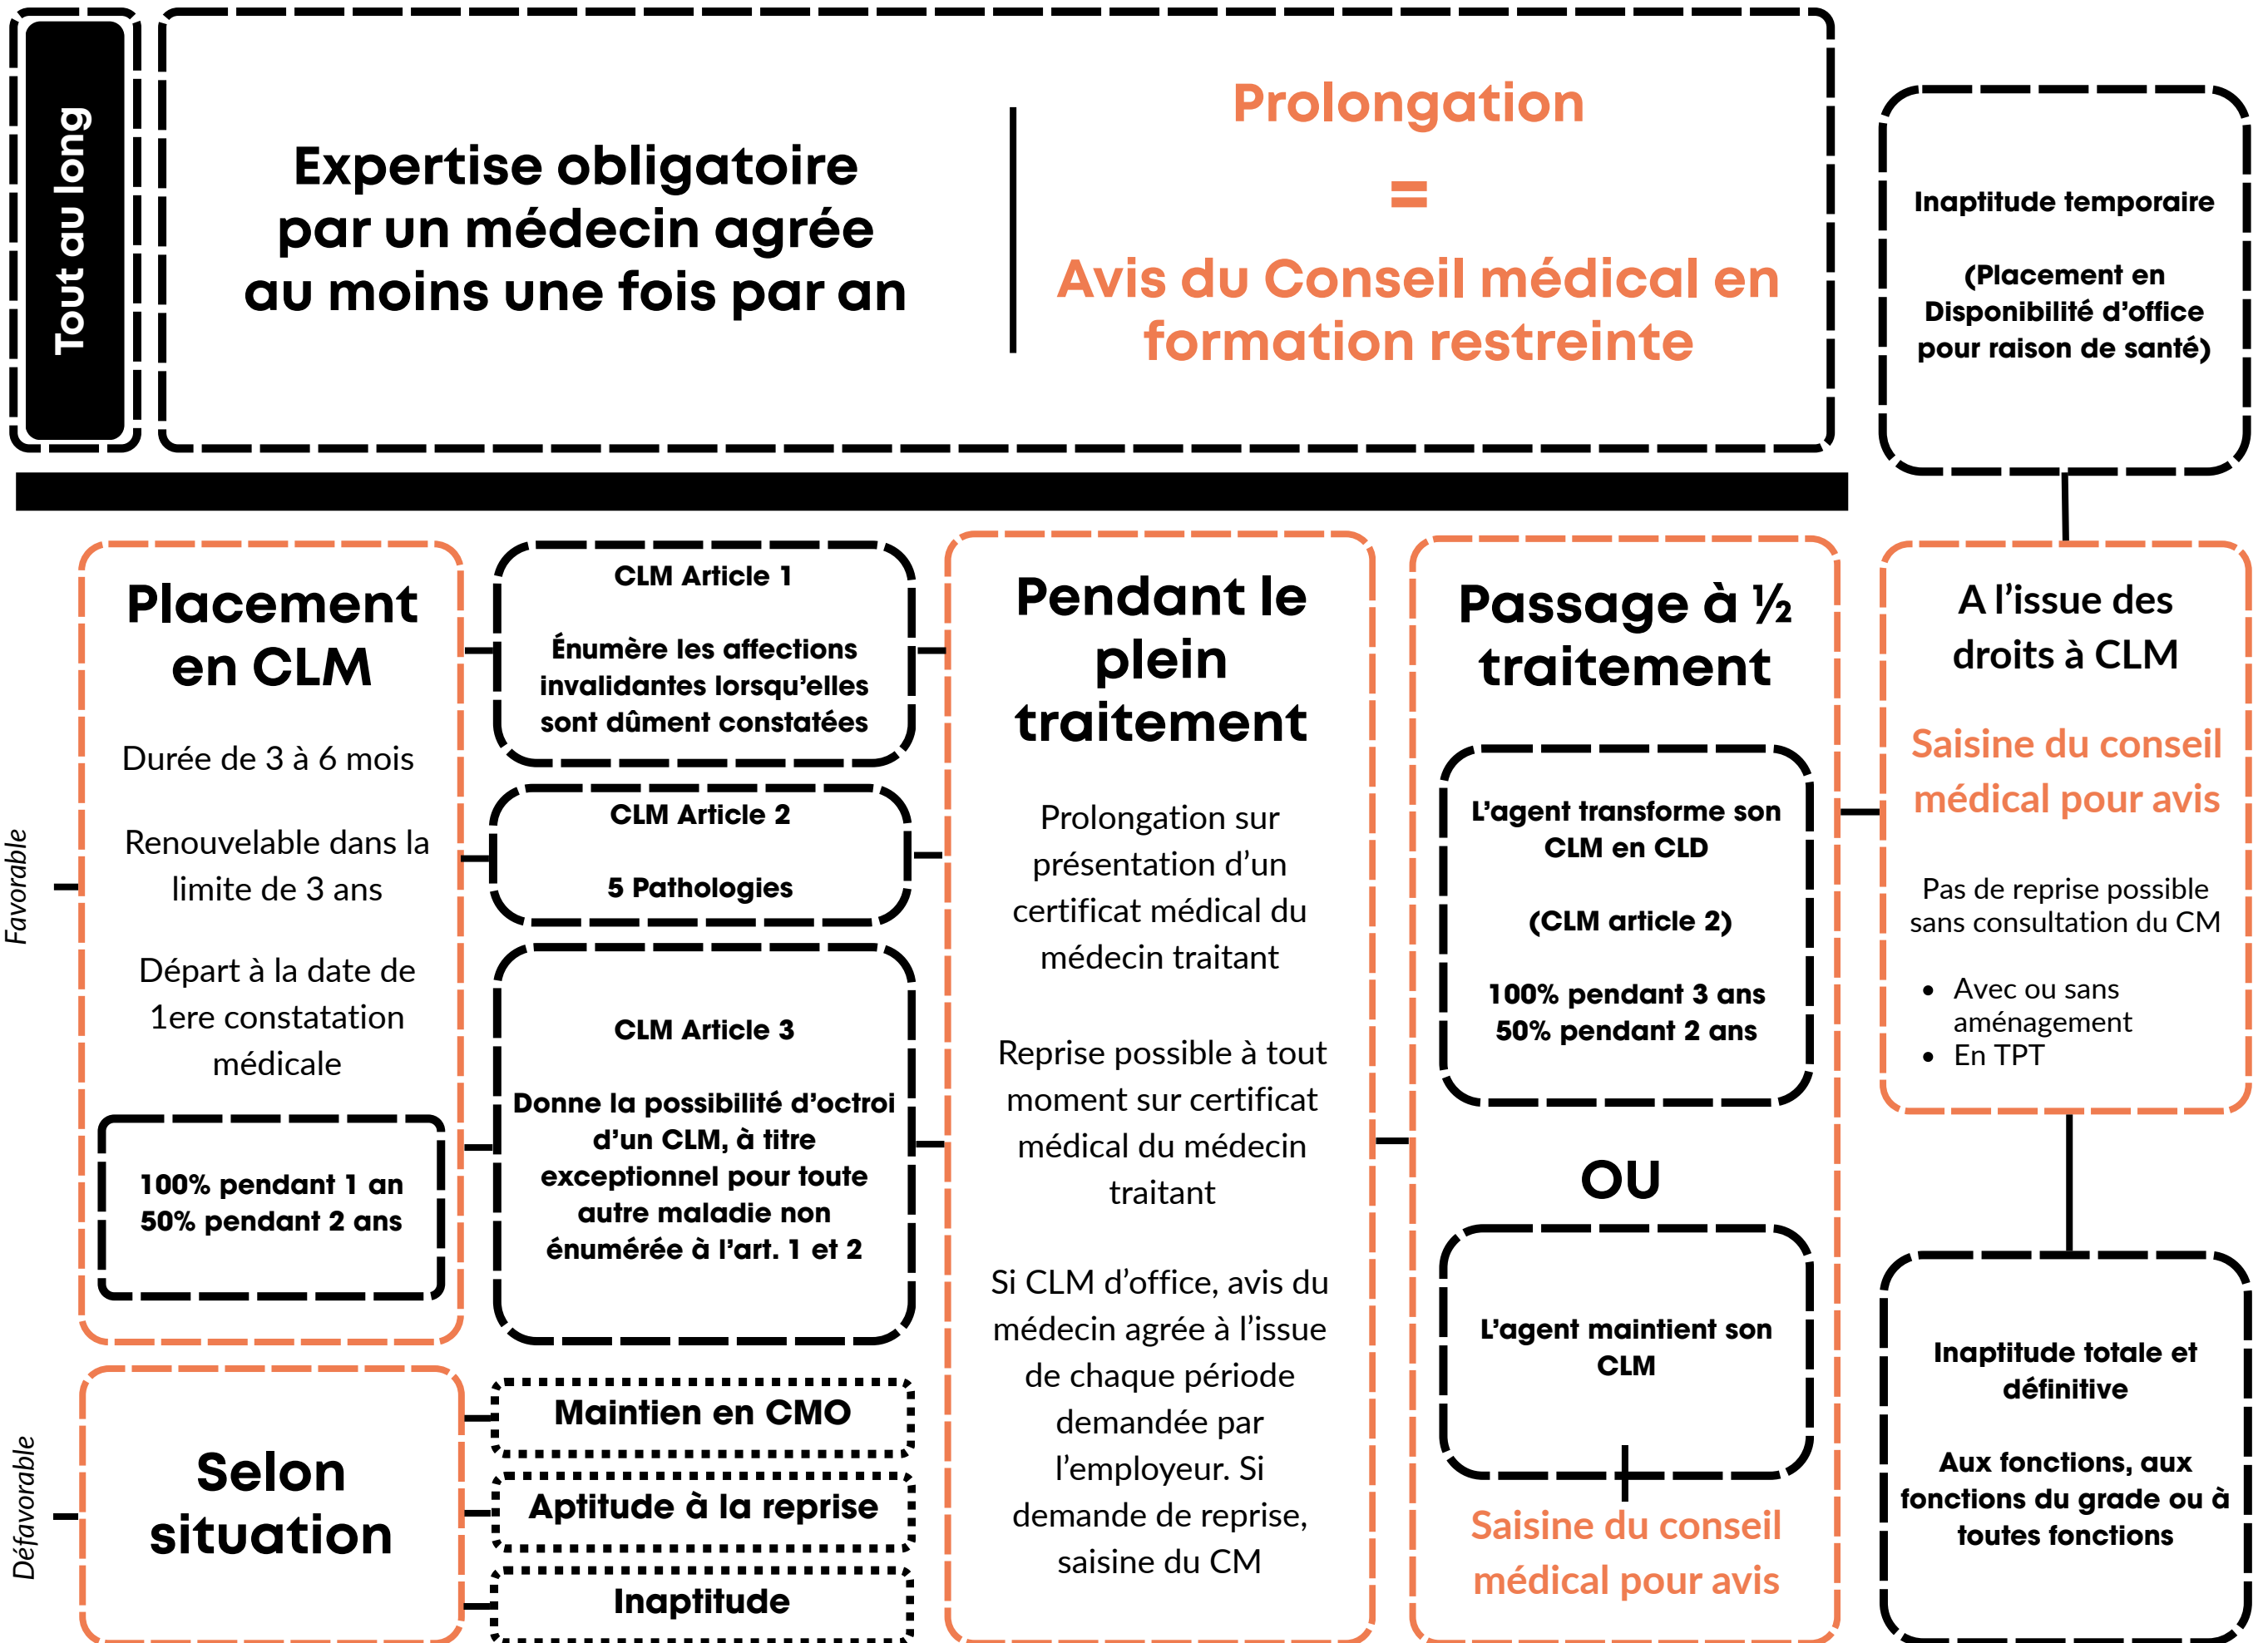 Tout au long
Expertise obligatoire
par un médecin agrée
au moins une fois par an
Prolongation
=
Avis du Conseil médical en
formation restreinte
Inaptitude temporaire
(Placement en
Disponibilité d’office
pour raison de santé)
Favorable
Placement
en CLM
Durée de 3 à 6 mois
Renouvelable dans la
limite de 3 ans
Départ à la date de
1ere constatation
médicale
100% pendant 1 an
50% pendant 2 ans
CLM Article 1
Énumère les affections
invalidantes lorsqu’elles
sont dûment constatées
CLM Article 2
5 Pathologies
CLM Article 3
Donne la possibilité d’octroi
d’un CLM, à titre
exceptionnel pour toute
autre maladie non
énumérée à l’art. 1 et 2
Pendant le
plein
traitement
Prolongation sur
présentation d’un
certificat médical du
médecin traitant
Reprise possible à tout
moment sur certificat
médical du médecin
traitant
Si CLM d’office, avis du
médecin agrée à l’issue
de chaque période
demandée par
l’employeur. Si
demande de reprise,
saisine du CM
Passage à ½
traitement
L’agent transforme son
CLM en CLD
(CLM article 2)
100% pendant 3 ans
50% pendant 2 ans
OU
L’agent maintient son
CLM
Saisine du conseil
médical pour avis
A l’issue des
droits à CLM
Saisine du conseil
médical pour avis
Pas de reprise possible
sans consultation du CM
• Avec ou sans
aménagement
• En TPT
Inaptitude totale et
définitive
Aux fonctions, aux
fonctions du grade ou à
toutes fonctions
Défavorable
Selon
situation
Maintien en CMO
Aptitude à la reprise
Inaptitude